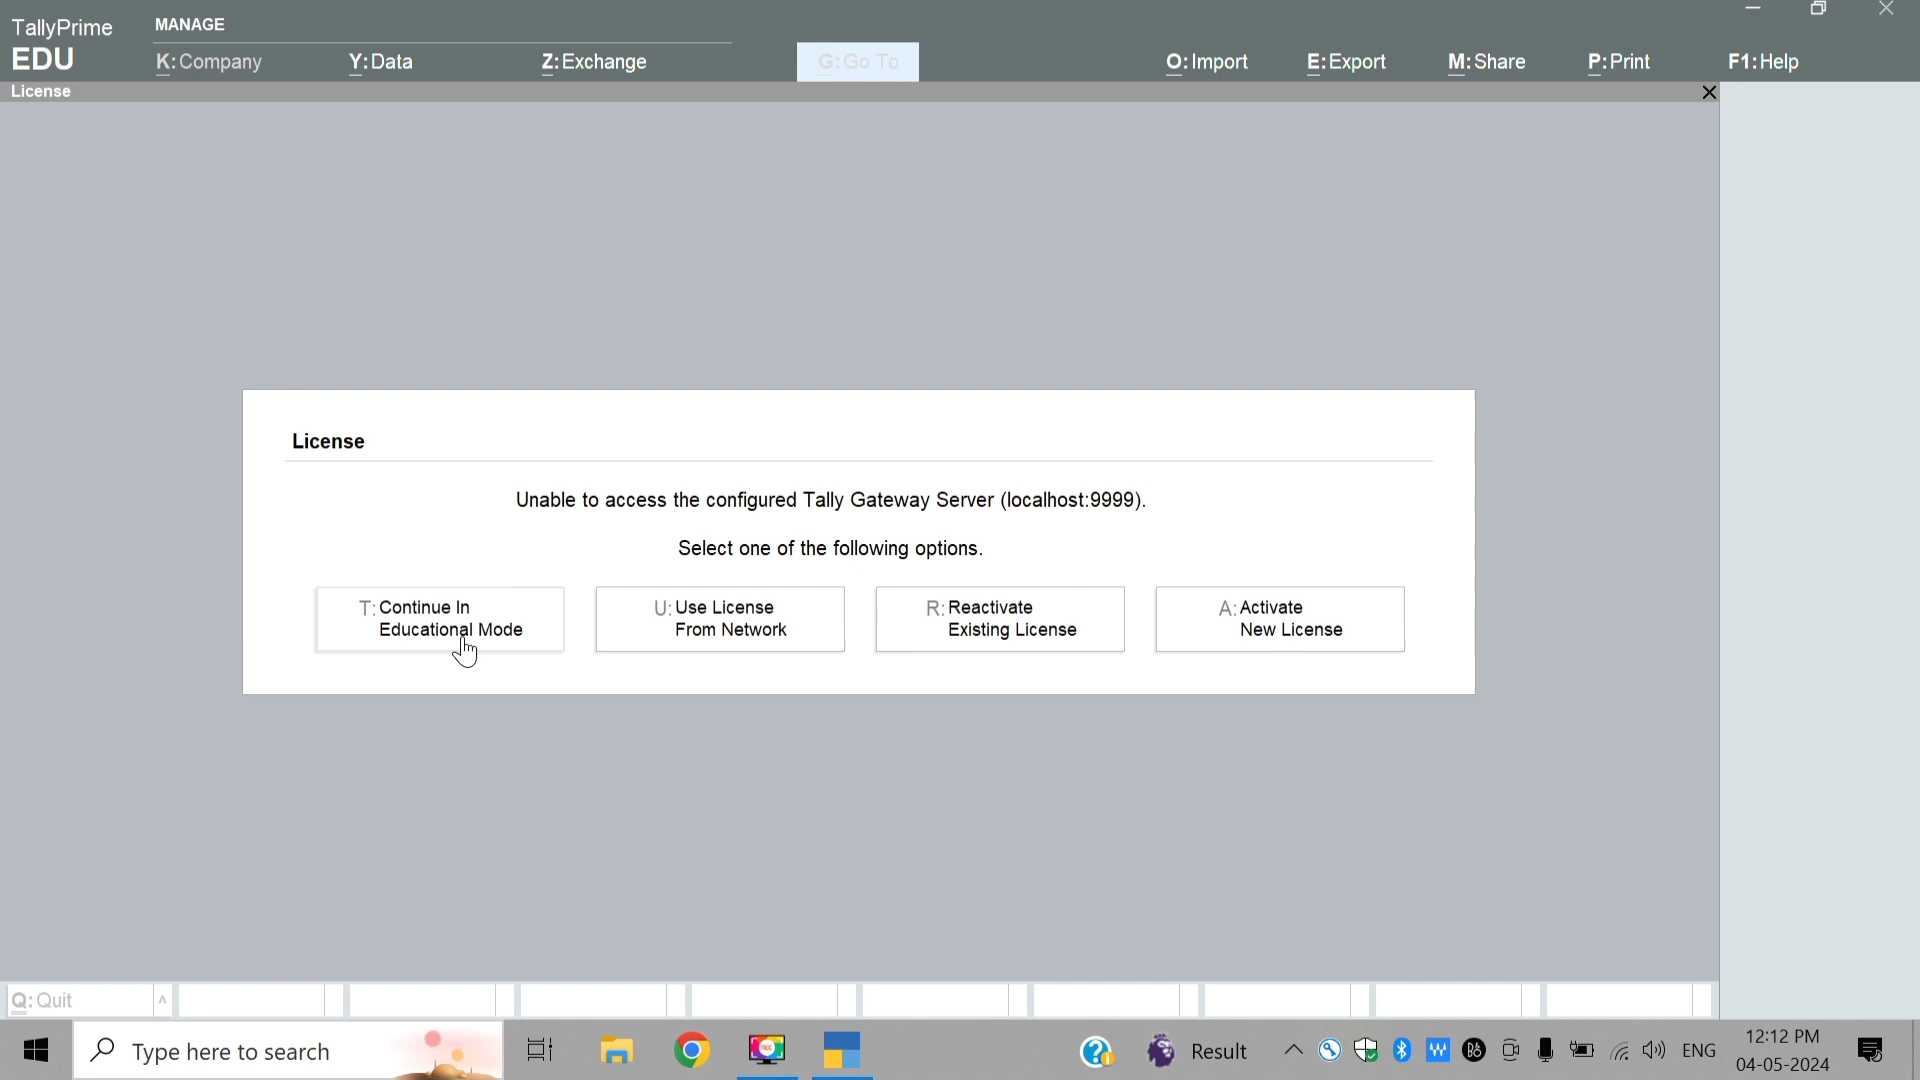 TallyPrime
EDU
MANAGE
K:Company
Y:Data
Z:Exchange
G:Go To
O:Import
E:Export
M:Share
P:Print
F1:Help
License
License
Unable to access the configured Tally Gateway Server (localhost:9999).
Select one of the following options.
T:Continue In
Educational Mode
U:Use License
From Network
R:Reactivate
Existing License
A:Activate
New License
Q:Quit
Type here to search
Result
ENG
12:12 PM
04-05-2024